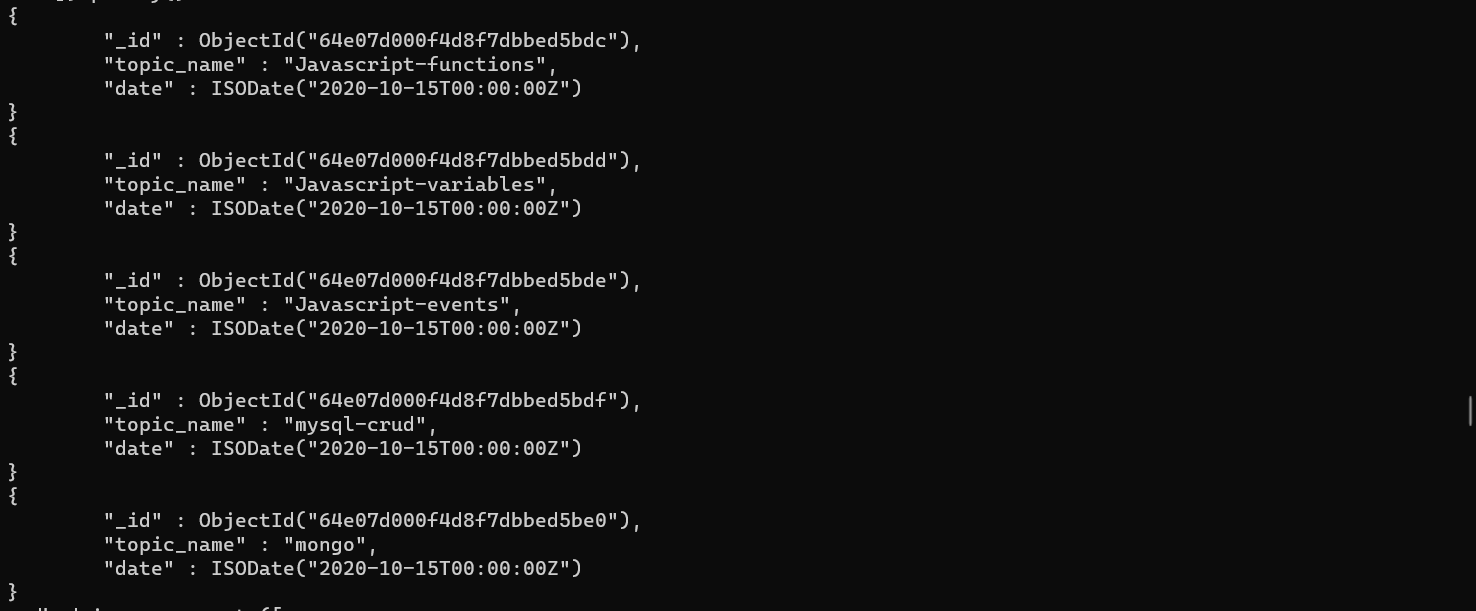 {
"_id" : ObjectId("64e07d000f4d8f7dbbed5bdc"),
"topic_name" : "Javascript-functions",
"date" : ISODate("2020-10-15T00:00:00Z")
}
{
"_id" : ObjectId("64e07d000f4d8f7dbbed5bdd"),
"topic_name" : "Javascript-variables",
"date" : ISODate("2020-10-15T00:00:00Z")
}
{
"_id" : ObjectId("64e07d000f4d8f7dbbed5bde"),
"topic_name" : "Javascript-events",
"date" : ISODate("2020-10-15T00:00:00Z")
}
{
"_id" : ObjectId("64e07d000f4d8f7dbbed5bdf"),
"topic_name" : "mysql-crud",
"date" : ISODate("2020-10-15T00:00:00Z")
}
{
"_id" : ObjectId("64e07d000f4d8f7dbbed5be0"),
"topic_name" : "mongo",
"date" : ISODate("2020-10-15T00:00:00Z")
}